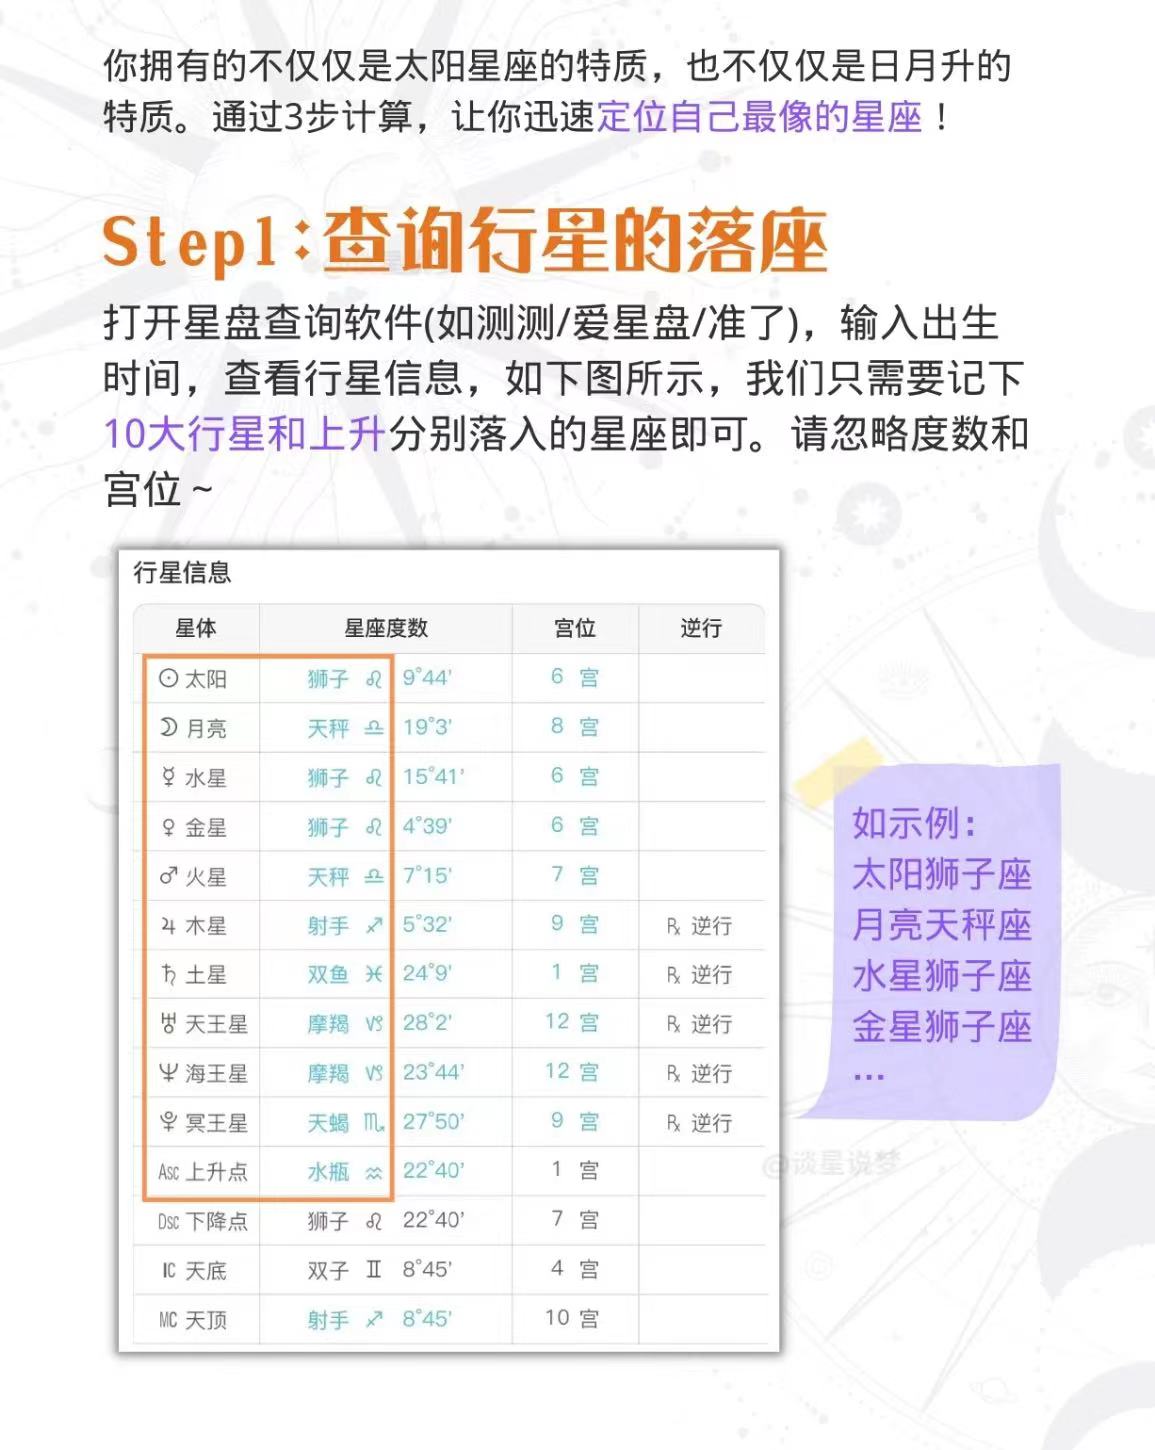 你拥有的不仅仅是太阳星座的特质，也不仅仅是日月升的
特质。通过3步计算，让你迅速定位自己最像的星座！
Step1:查询行星的落座
打开星盘查询软件(如测测/爱星盘/准了)，输入出生
时间，查看行星信息，如下图所示，我们只需要记下
10大行星和上升分别落入的星座即可。请忽略度数和
宫位～
行星信息
星体 星座度数 宫位 逆行
☉ 太阳 狮子 ♌ 9°44' 6 宫
☽ 月亮 天秤 ♎ 19°3' 8 宫
☿ 水星 狮子 ♌ 15°41' 6 宫
♀ 金星 狮子 ♌ 4°39' 6 宫
♂ 火星 天秤 ♎ 7°15' 7 宫
♃ 木星 射手 ♐ 5°32' 9 宫 ℞ 逆行
♄ 土星 双鱼 ♓ 24°9' 1 宫 ℞ 逆行
♅ 天王星 摩羯 ♑ 28°2' 12 宫 ℞ 逆行
♆ 海王星 摩羯 ♑ 23°44' 12 宫 ℞ 逆行
♇ 冥王星 天蝎 ♏ 27°50' 9 宫 ℞ 逆行
Asc 上升点 水瓶 ♒ 22°40' 1 宫
Dsc 下降点 狮子 ♌ 22°40' 7 宫
IC 天底 双子 ♊ 8°45' 4 宫
MC 天顶 射手 ♐ 8°45' 10 宫
如示例：
太阳狮子座
月亮天秤座
水星狮子座
金星狮子座
...
@谈星说梦